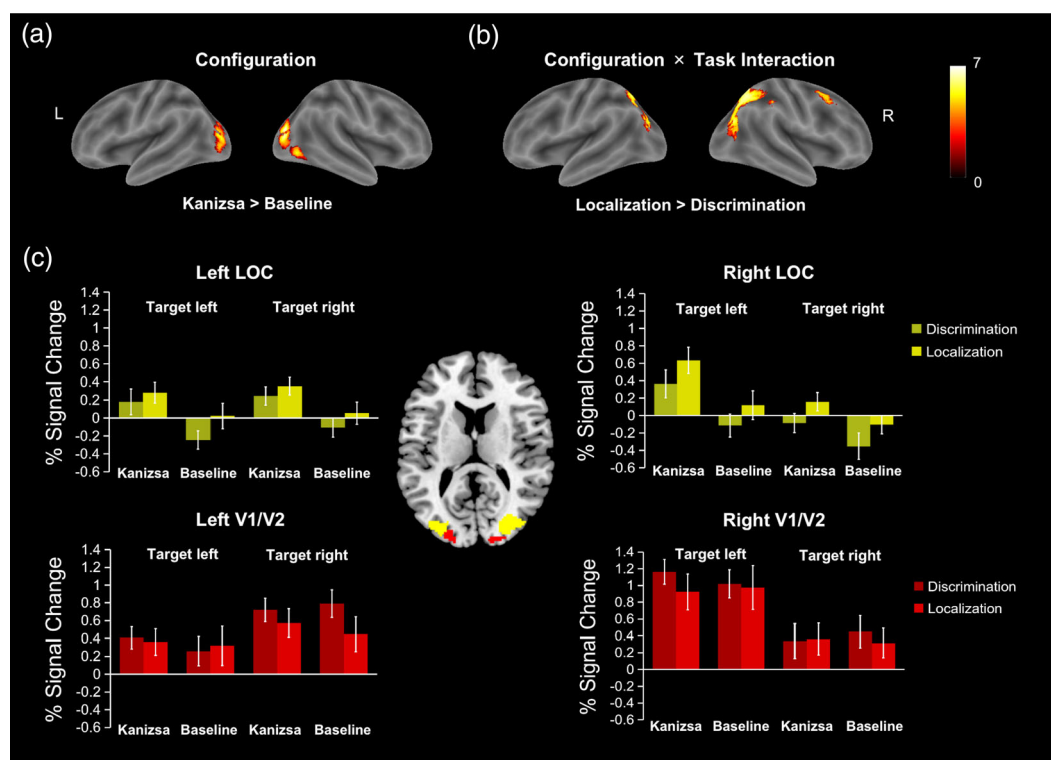 (a)
(b)
Configuration
Configuration × Task Interaction
7
L
R
0
Kanizsa > Baseline
Localization > Discrimination
(c)
Left LOC
% Signal Change
1.4
1.2
1
0.8
0.6
0.4
0.2
0
-0.2
-0.4
-0.6
Target left
Target right
Kanizsa Baseline Kanizsa Baseline
Right LOC
% Signal Change
1.4
1.2
1
0.8
0.6
0.4
0.2
0
-0.2
-0.4
-0.6
Target left
Target right
Kanizsa Baseline Kanizsa Baseline
Discrimination
Localization
Left V1/V2
% Signal Change
1.4
1.2
1
0.8
0.6
0.4
0.2
0
-0.2
-0.4
-0.6
Target left
Target right
Kanizsa Baseline Kanizsa Baseline
Right V1/V2
% Signal Change
1.4
1.2
1
0.8
0.6
0.4
0.2
0
-0.2
-0.4
-0.6
Target left
Target right
Kanizsa Baseline Kanizsa Baseline
Discrimination
Localization